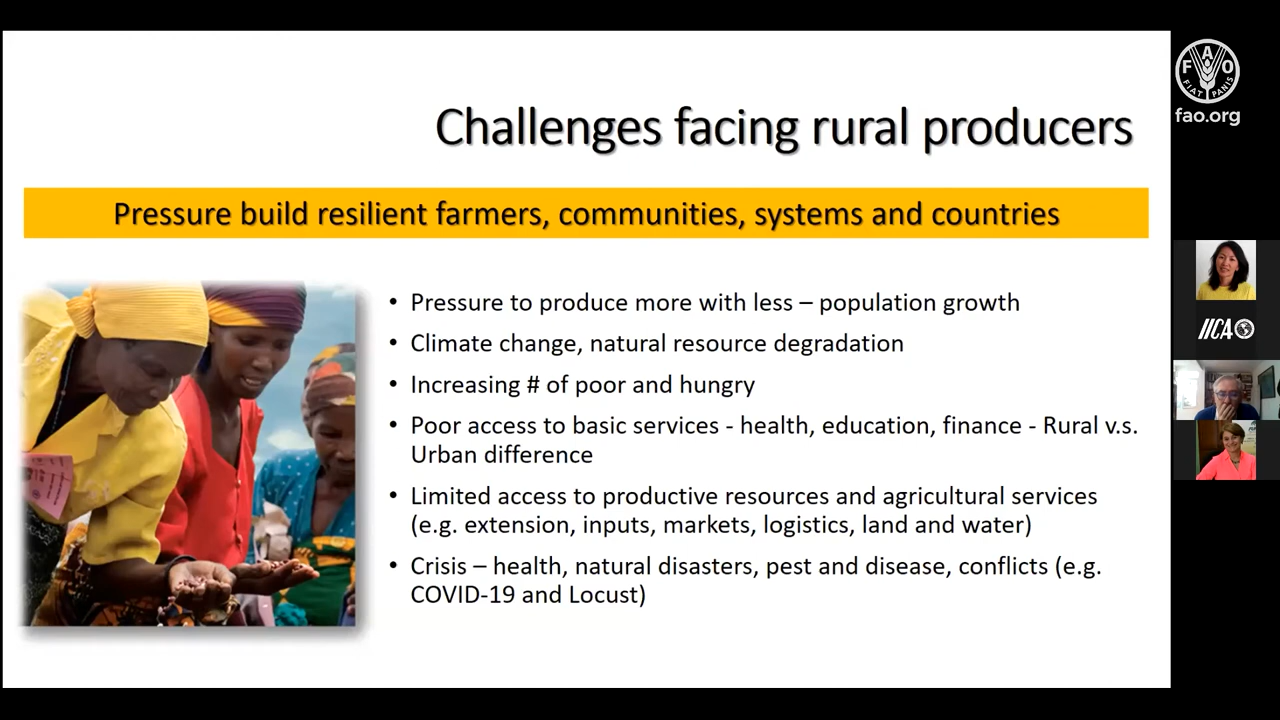 Challenges facing rural producers
Pressure build resilient farmers, communities, systems and countries
• Pressure to produce more with less – population growth
• Climate change, natural resource degradation
• Increasing # of poor and hungry
• Poor access to basic services - health, education, finance - Rural v.s.
Urban difference
• Limited access to productive resources and agricultural services
(e.g. extension, inputs, markets, logistics, land and water)
• Crisis – health, natural disasters, pest and disease, conflicts (e.g.
COVID-19 and Locust)
F A O
FIAT PANIS
fao.org
IICA